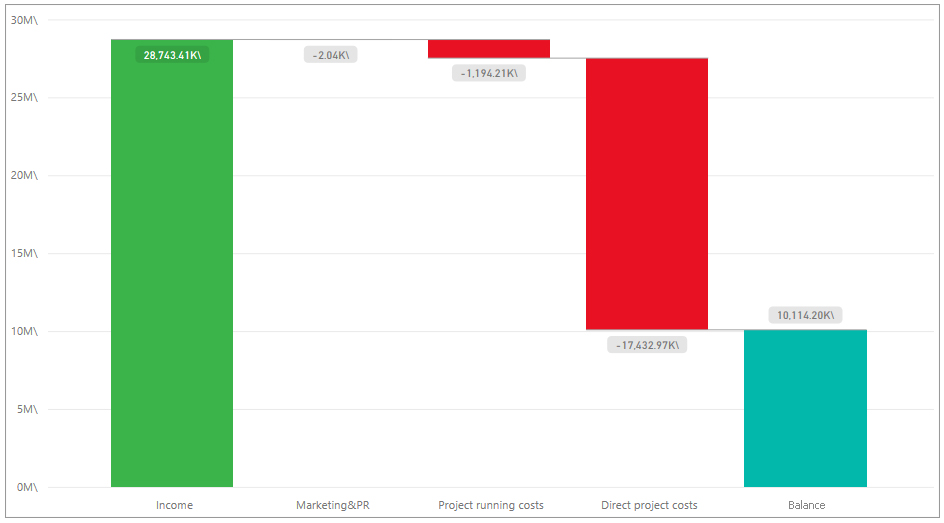 30M\
25M\
20M\
15M\
10M\
5M\
0M\
28,743.41K\
-2.04K\
-1,194.21K\
-17,432.97K\
10,114.20K\
Income
Marketing&PR
Project running costs
Direct project costs
Balance